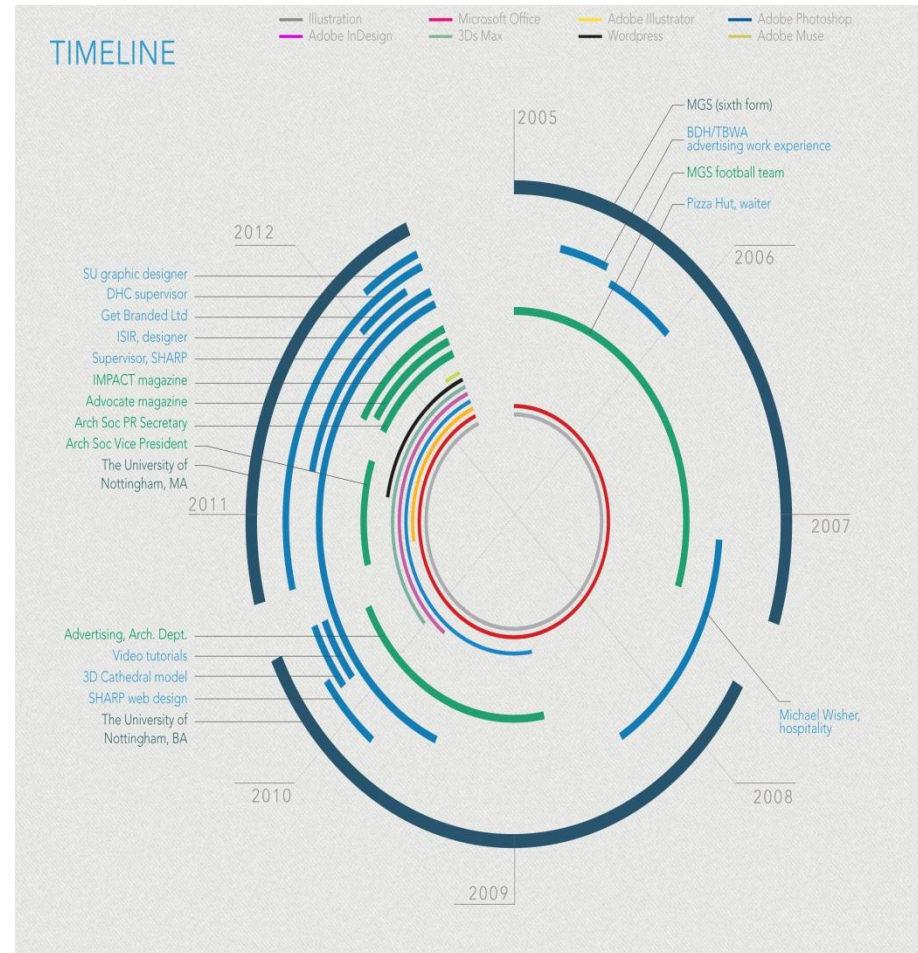 TIMELINE
Illustration
Microsoft Office
Adobe Illustrator
Adobe Photoshop
Adobe InDesign
3Ds Max
Wordpress
Adobe Muse
2005
MGS (sixth form)
BDH/TBWA
advertising work experience
MGS football team
Pizza Hut, waiter
2006
2007
Michael Wisher,
hospitality
2008
2009
2012
SU graphic designer
DHC supervisor
Get Branded Ltd
ISIR, designer
Supervisor, SHARP
IMPACT magazine
Advocate magazine
Arch Soc PR Secretary
Arch Soc Vice President
The University of
Nottingham, MA
2011
Advertising, Arch. Dept.
Video tutorials
3D Cathedral model
SHARP web design
The University of
Nottingham, BA
2010